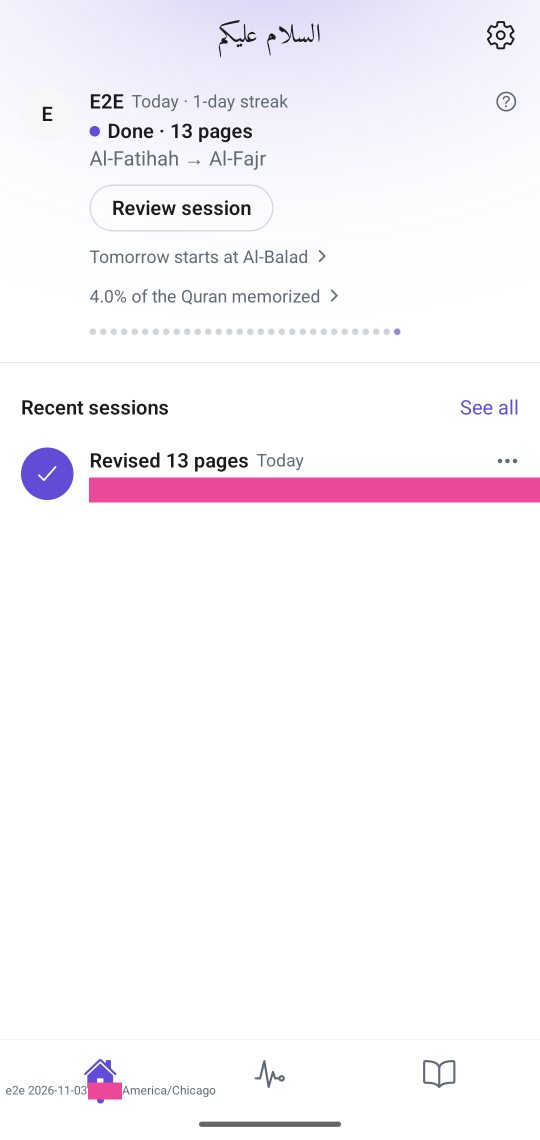 السلام عليكم
E
E2E Today · 1-day streak
Done · 13 pages
Al-Fatihah → Al-Fajr
Review session
Tomorrow starts at Al-Balad
4.0% of the Quran memorized
Recent sessions
See all
Revised 13 pages Today
e2e 2026-11-03
America/Chicago